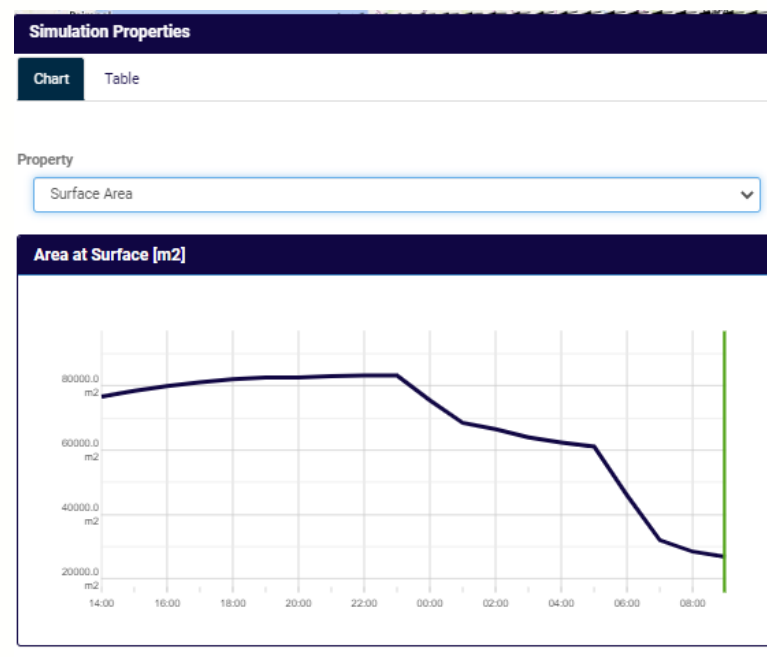 Simulation Properties
Chart Table
Property
Surface Area
Area at Surface [m2]
80000.0
m2
60000.0
m2
40000.0
m2
20000.0
m2
14:00 16:00 18:00 20:00 22:00 00:00 02:00 04:00 06:00 08:00